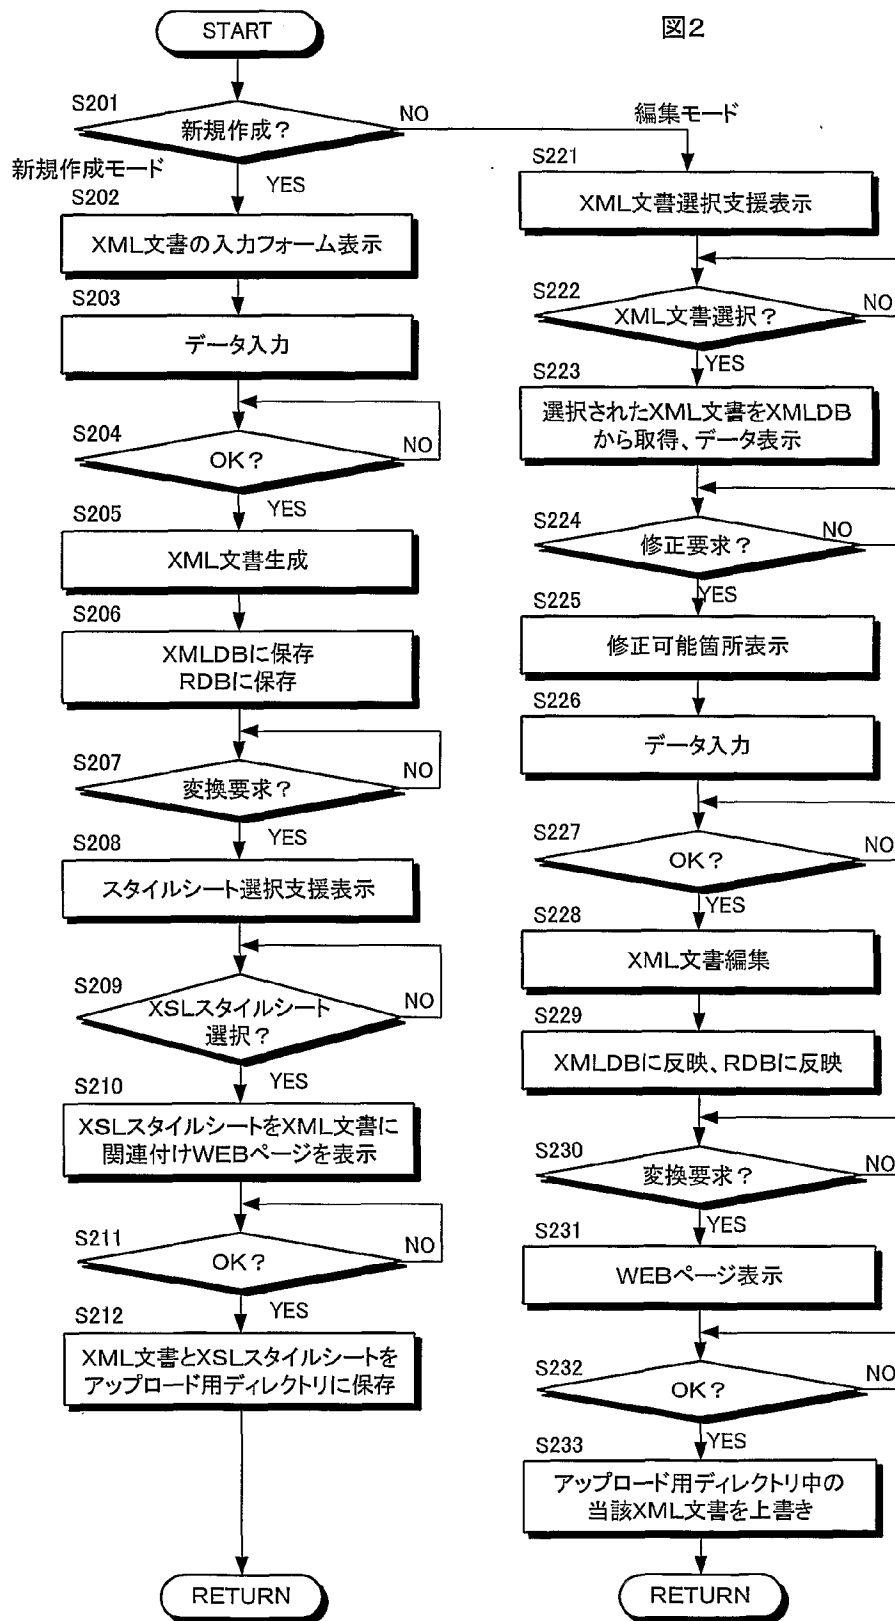 図2
START
S201
新規作成？
NO
YES
新規作成モード
S202
XML文書の入力フォーム表示
S203
データ入力
S204
OK？
NO
YES
S205
XML文書生成
S206
XMLDBに保存
RDBに保存
S207
変換要求？
NO
YES
S208
スタイルシート選択支援表示
S209
XSLスタイルシート
選択？
NO
YES
S210
XSLスタイルシートをXML文書に
関連付けWEBページを表示
S211
OK？
NO
YES
S212
XML文書とXSLスタイルシートを
アップロード用ディレクトリに保存
RETURN
編集モード
S221
XML文書選択支援表示
S222
XML文書選択？
NO
YES
S223
選択されたXML文書をXMLDB
から取得、データ表示
S224
修正要求？
NO
YES
S225
修正可能箇所表示
S226
データ入力
S227
OK？
NO
YES
S228
XML文書編集
S229
XMLDBに反映、RDBに反映
S230
変換要求？
NO
YES
S231
WEBページ表示
S232
OK？
NO
YES
S233
アップロード用ディレクトリ中の
当該XML文書を上書き
RETURN